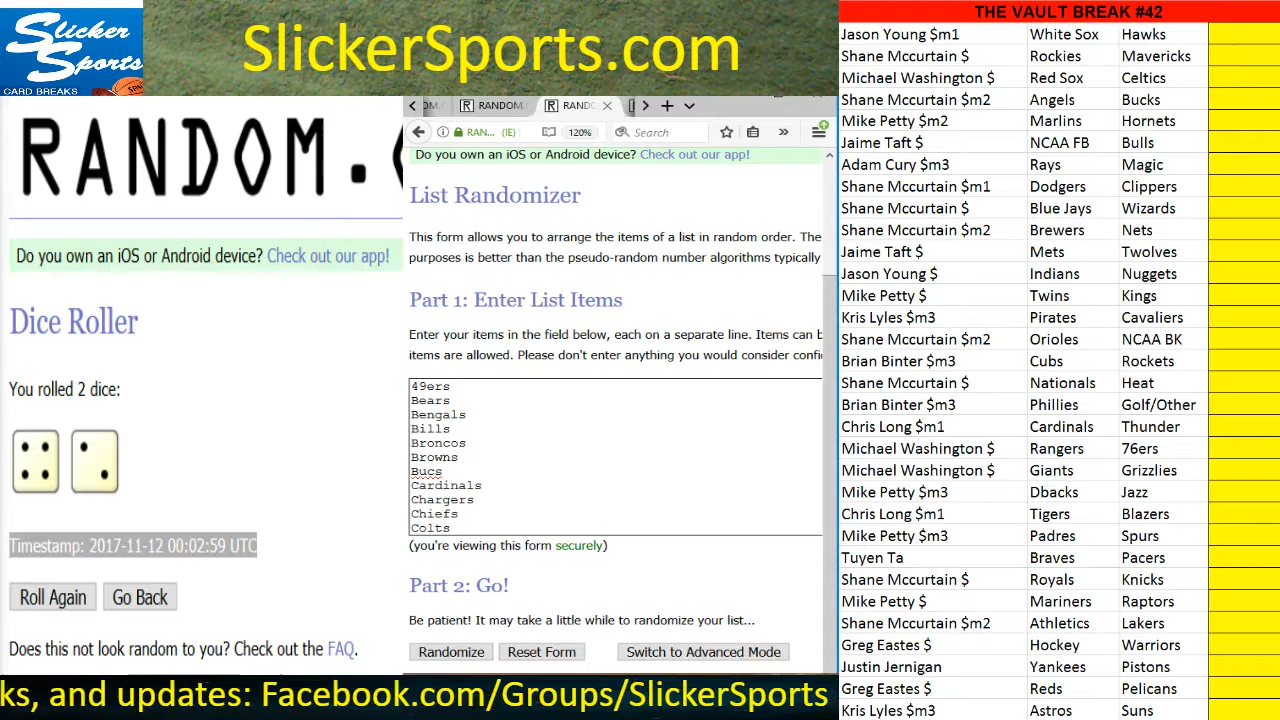 Slicker
Sports
CARD BREAKS
SlickerSports.com
RANDOM.
Do you own an iOS or Android device? Check out our app!
Dice Roller
You rolled 2 dice:
Timestamp: 2017-11-12 00:02:59 UTC
Roll Again
Go Back
Does this not look random to you? Check out the FAQ.
RANDOM.
RANDO
RAN... (IE)
120%
Search
Do you own an iOS or Android device? Check out our app!
List Randomizer
This form allows you to arrange the items of a list in random order. The
purposes is better than the pseudo-random number algorithms typically
Part 1: Enter List Items
Enter your items in the field below, each on a separate line. Items can b
items are allowed. Please don't enter anything you would consider confi
49ers
Bears
Bengals
Bills
Broncos
Browns
Bucs
Cardinals
Chargers
Chiefs
Colts
(you're viewing this form securely)
Part 2: Go!
Be patient! It may take a little while to randomize your list...
Randomize
Reset Form
Switch to Advanced Mode
THE VAULT BREAK #42
Jason Young $m1 White Sox Hawks
Shane Mccurtain $ Rockies Mavericks
Michael Washington $ Red Sox Celtics
Shane Mccurtain $m2 Angels Bucks
Mike Petty $m2 Marlins Hornets
Jaime Taft $ NCAA FB Bulls
Adam Cury $m3 Rays Magic
Shane Mccurtain $m1 Dodgers Clippers
Shane Mccurtain $ Blue Jays Wizards
Shane Mccurtain $m2 Brewers Nets
Jaime Taft $ Mets Twolves
Jason Young $ Indians Nuggets
Mike Petty $ Twins Kings
Kris Lyles $m3 Pirates Cavaliers
Shane Mccurtain $m2 Orioles NCAA BK
Brian Binter $m3 Cubs Rockets
Shane Mccurtain $ Nationals Heat
Brian Binter $m3 Phillies Golf/Other
Chris Long $m1 Cardinals Thunder
Michael Washington $ Rangers 76ers
Michael Washington $ Giants Grizzlies
Mike Petty $m3 Dbacks Jazz
Chris Long $m1 Tigers Blazers
Mike Petty $m3 Padres Spurs
Tuyen Ta Braves Pacers
Shane Mccurtain $ Royals Knicks
Mike Petty $ Mariners Raptors
Shane Mccurtain $m2 Athletics Lakers
Greg Eastes $ Hockey Warriors
Justin Jernigan Yankees Pistons
Greg Eastes $ Reds Pelicans
Kris Lyles $m3 Astros Suns
ks, and updates: Facebook.com/Groups/SlickerSports